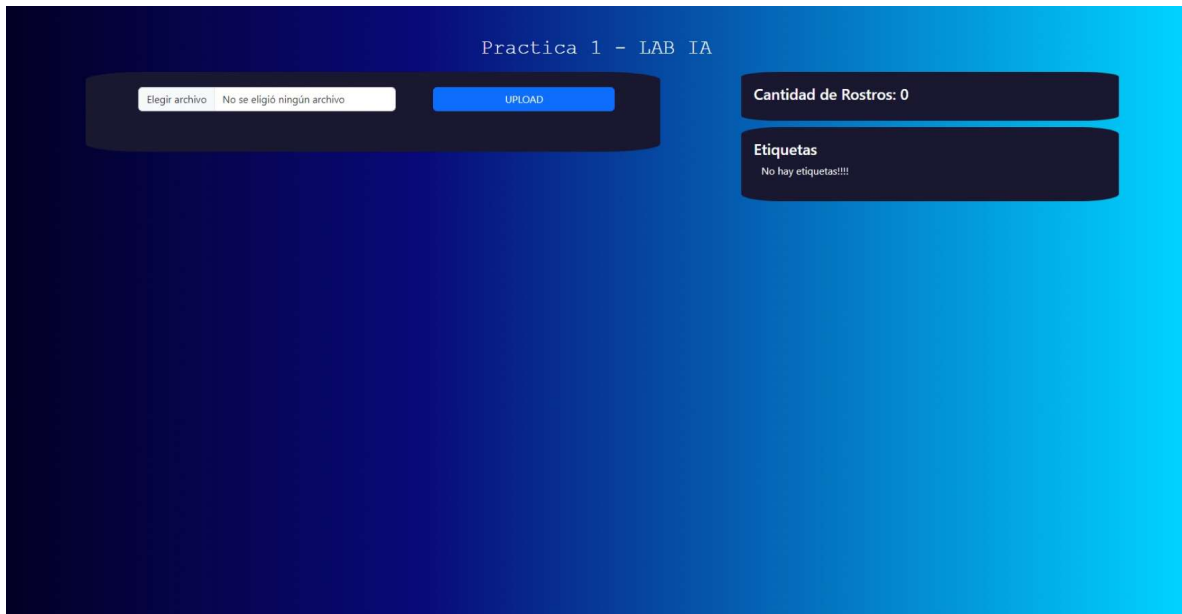 Practica 1 - LAB IA
Elegir archivo No se eligió ningún archivo
UPLOAD
Cantidad de Rostros: 0
Etiquetas
No hay etiquetas!!!!